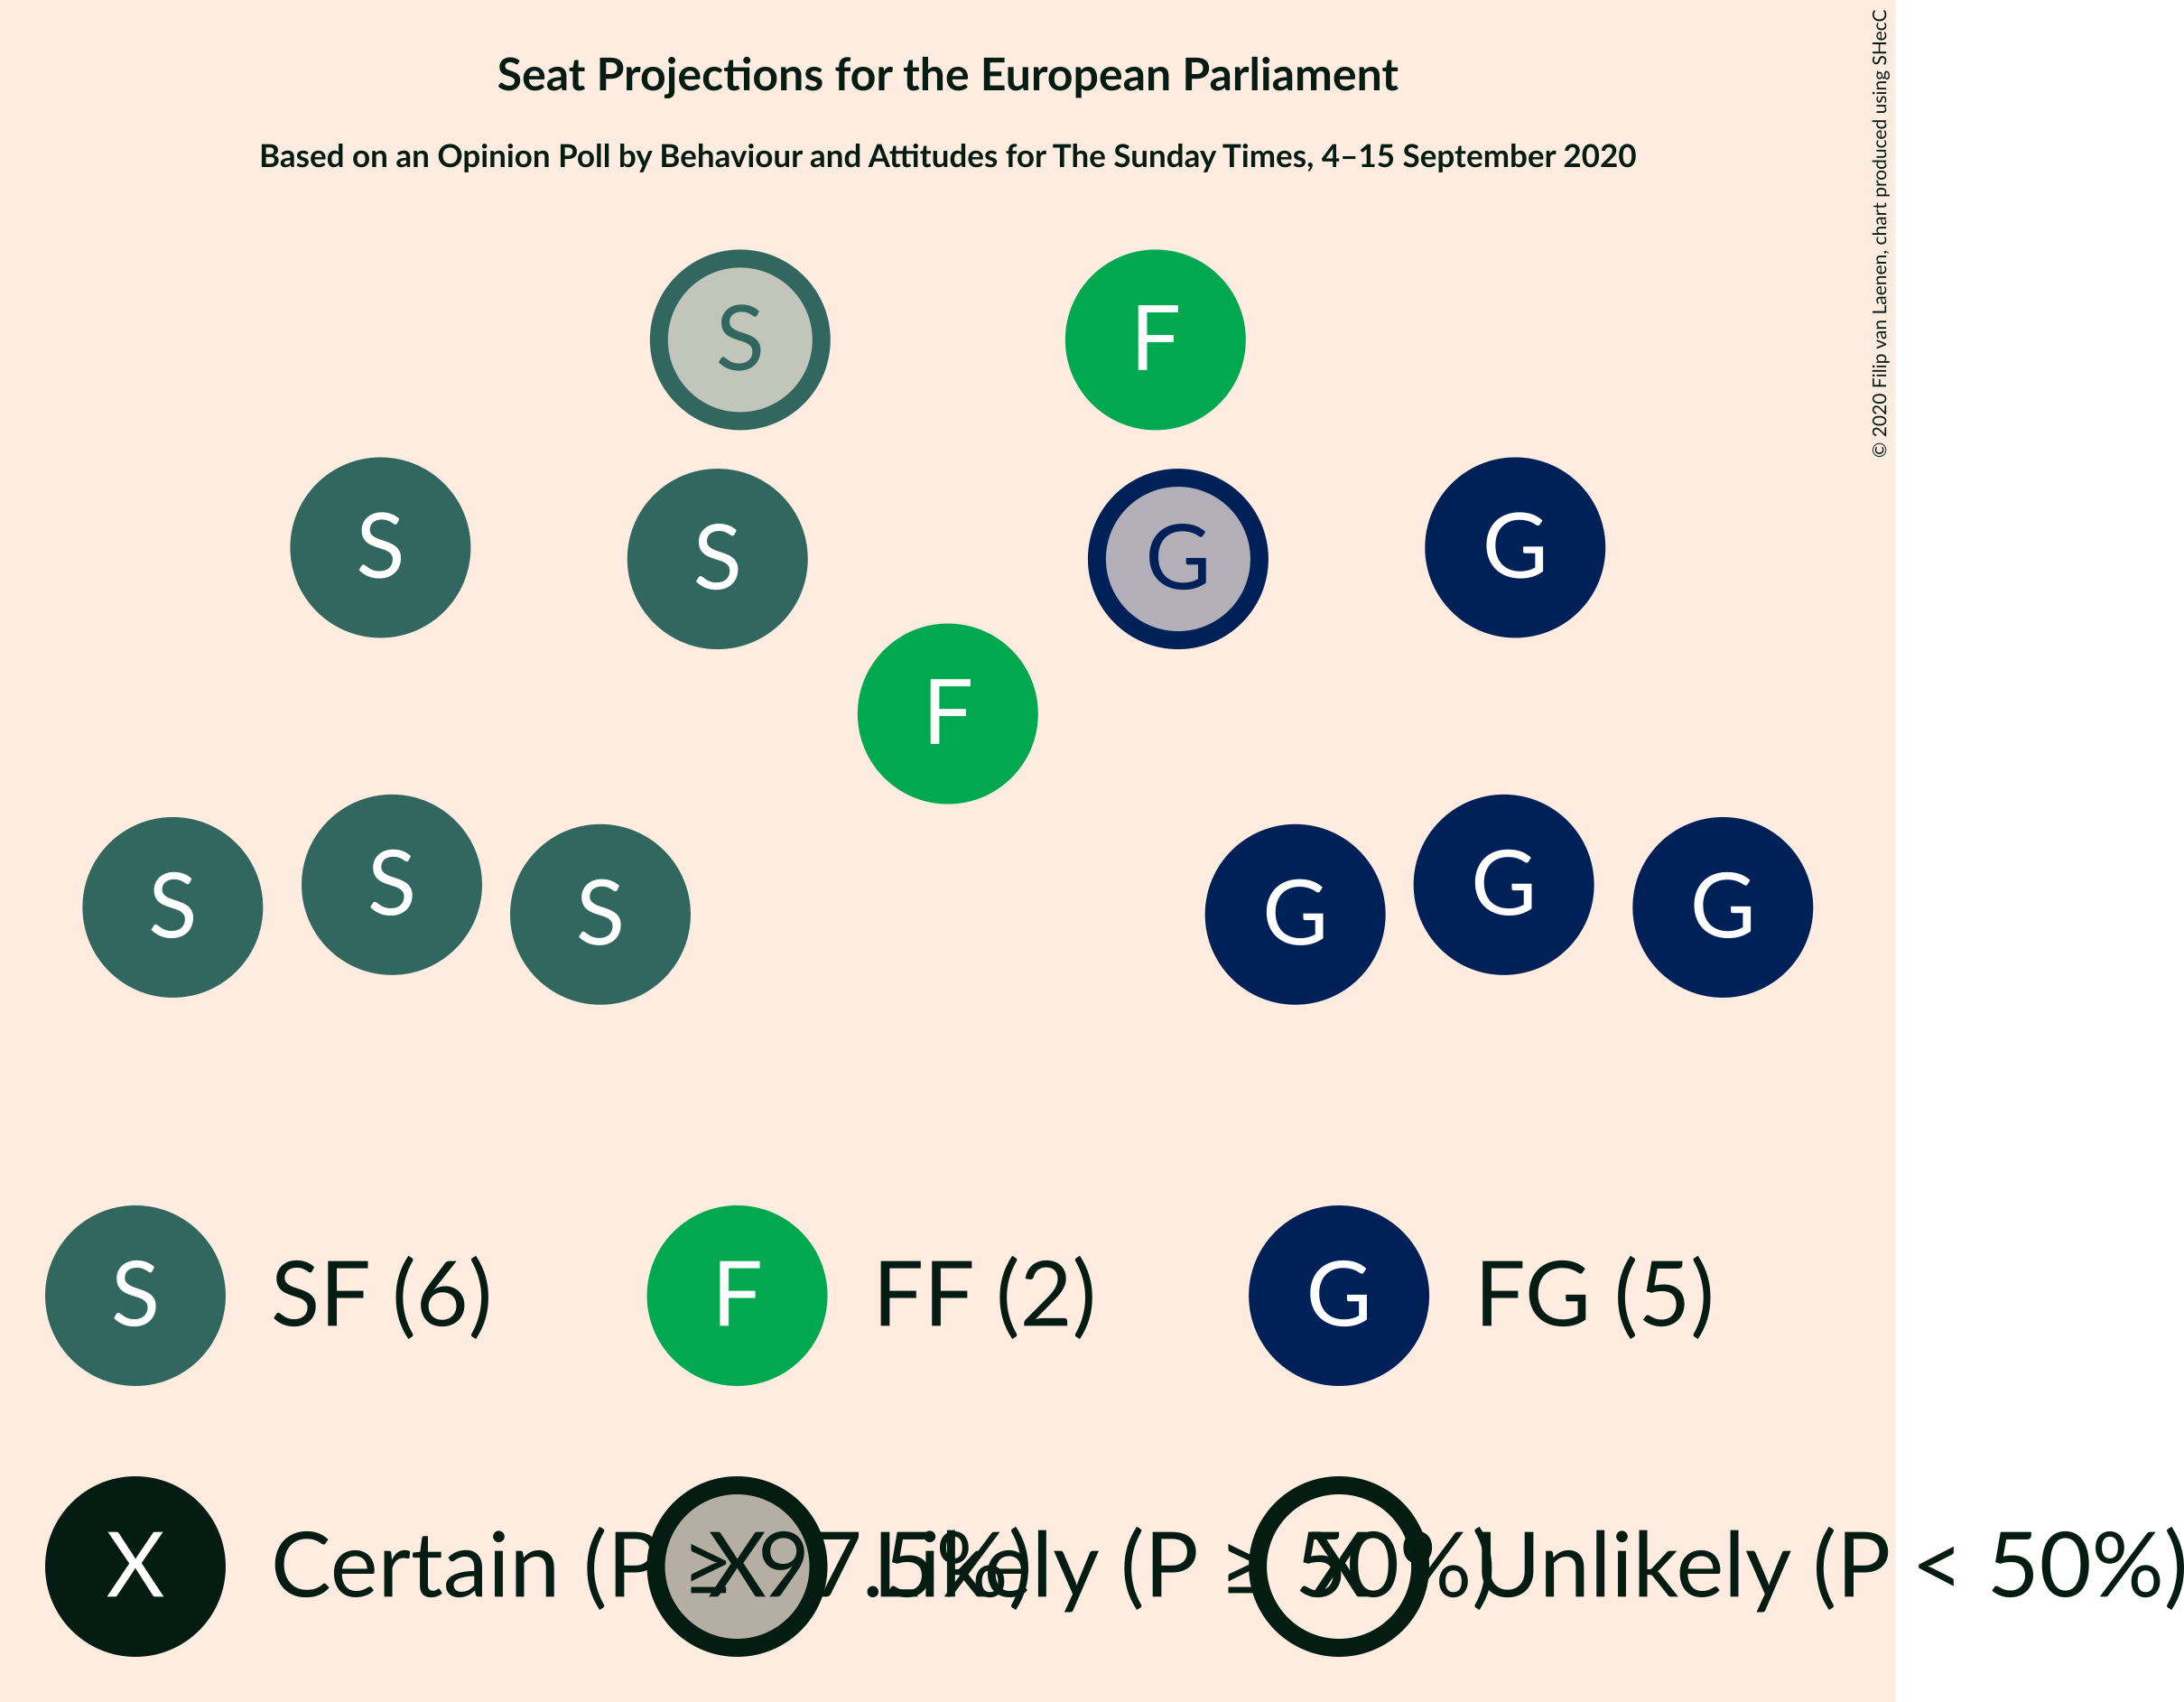 Seat Projections for the European Parliament
Based on an Opinion Poll by Behaviour and Attitudes for The Sunday Times, 4–15 September 2020
© 2020 Filip van Laenen, chart produced using SHecC
S F
S S G G
F
S S S G G G
S SF (6) F FF (2) G FG (5)
X Certain (P ≥ 97.5%) X Likely (P ≥ 50%) X Unlikely (P < 50%)